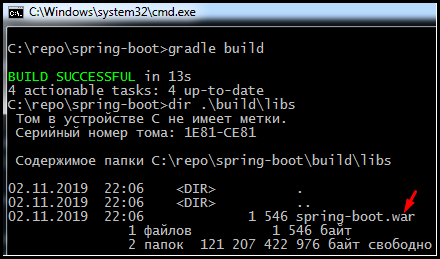 C:\Windows\system32\cmd.exe
C:\repo\spring-boot>gradle build
BUILD SUCCESSFUL in 13s
4 actionable tasks: 4 up-to-date
C:\repo\spring-boot>dir .\build\libs
Том в устройстве C не имеет метки.
Серийный номер тома: 1E81-CE81
Содержимое папки C:\repo\spring-boot\build\libs
02.11.2019  22:06    <DIR>          .
02.11.2019  22:06    <DIR>          ..
02.11.2019  22:06             1 546 spring-boot.war
1 файлов          1 546 байт
2 папок  121 207 422 976 байт свободно